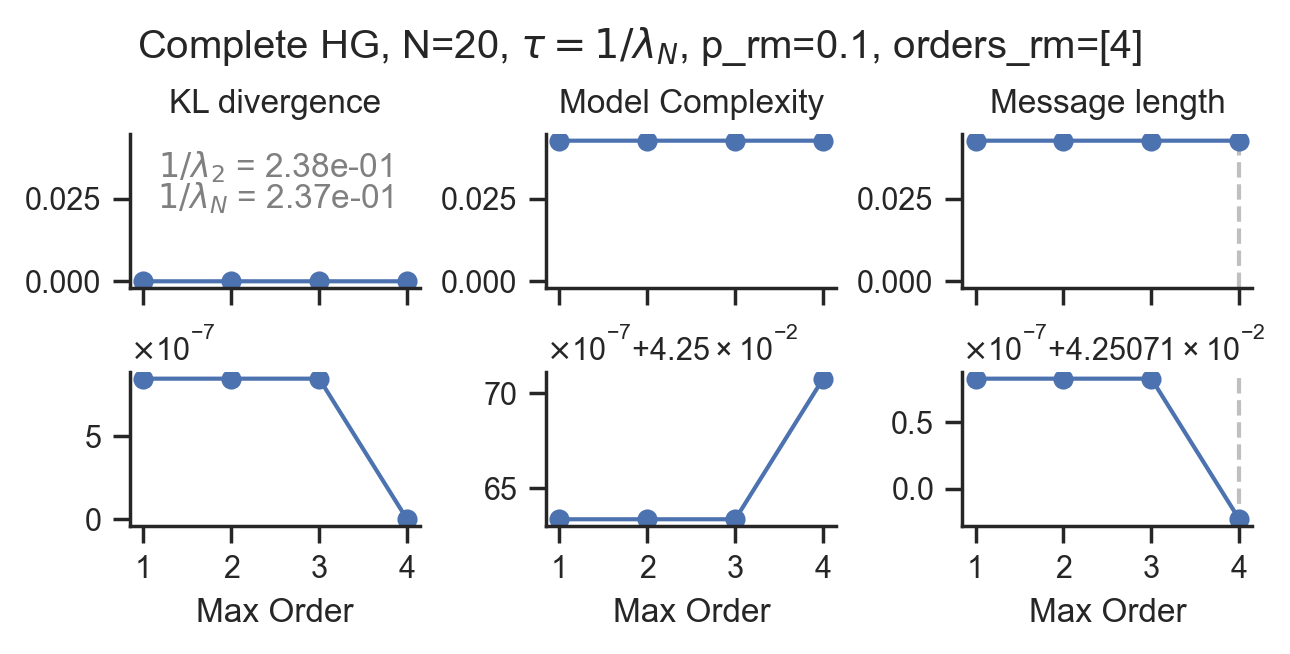 Complete HG, N=20, τ = 1/λ_N, p_rm=0.1, orders_rm=[4]
KL divergence
Model Complexity
Message length
1/λ₂ = 2.38e-01
1/λ_N = 2.37e-01
0.025
0.000
0.025
0.000
0.025
0.000
×10⁻⁷
×10⁻⁷+4.25 × 10⁻²
×10⁻⁷+4.25071 × 10⁻²
5
0
70
65
0.5
0.0
1 2 3 4
1 2 3 4
1 2 3 4
Max Order
Max Order
Max Order